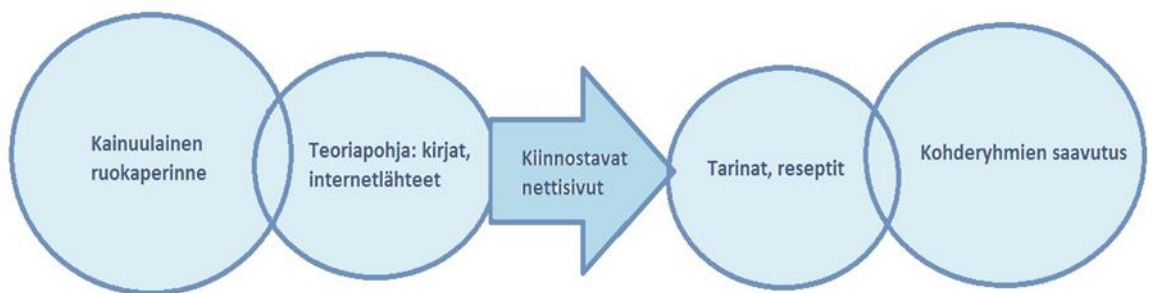 Kainuulainen
ruokaperinne
Teoriapohja: kirjat,
internetlähteet
Kiinnostavat
nettisivut
Tarinat, reseptit
Kohderyhmien saavutus